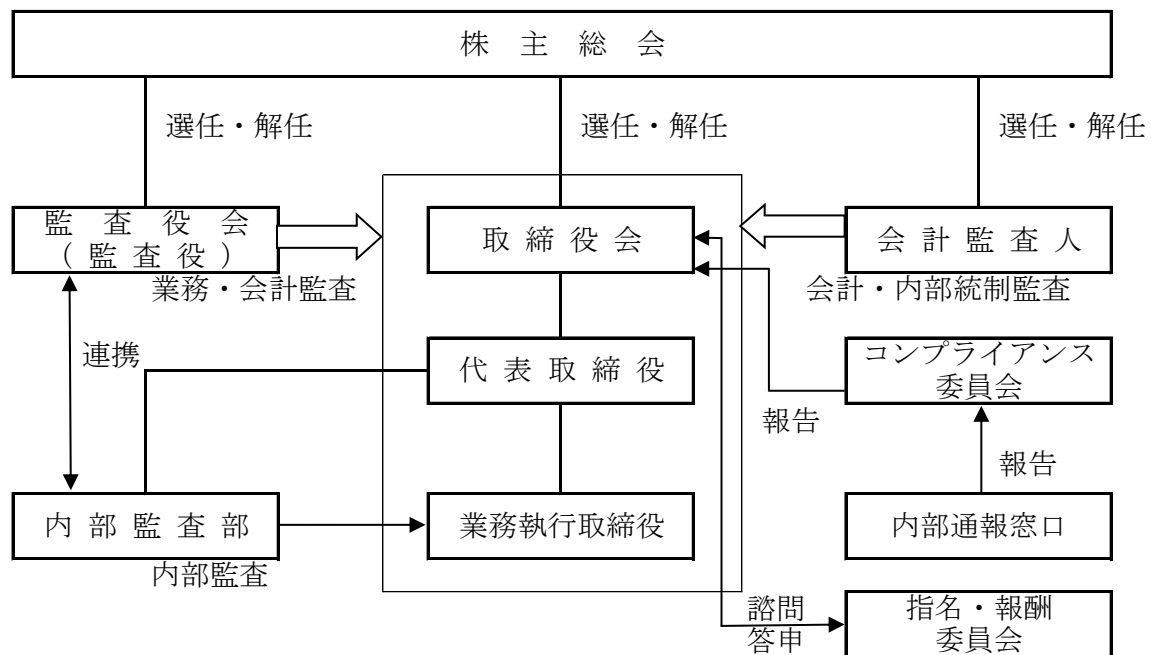 株主総会
選任・解任
選任・解任
選任・解任
監査役会
(監査役)
取締役会
会計監査人
業務・会計監査
会計・内部統制監査
連携
代表取締役
コンプライアンス
委員会
報告
報告
内部監査部
業務執行取締役
内部通報窓口
内部監査
諮問
答申
指名・報酬
委員会